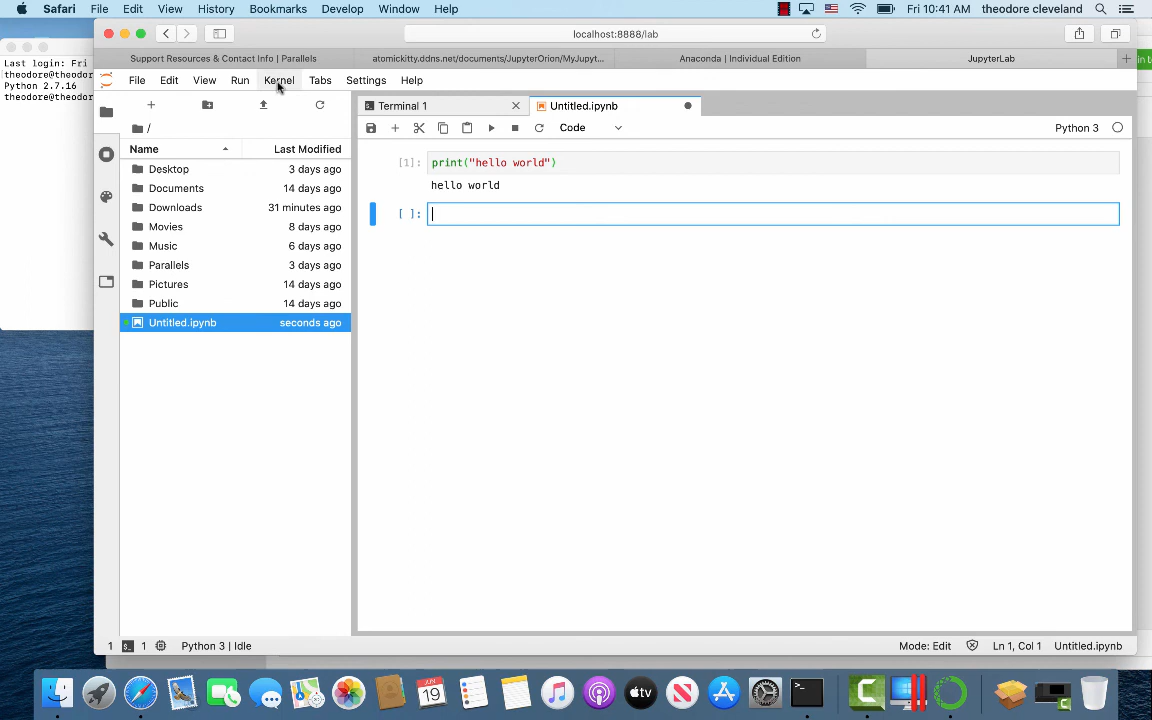 Safari File Edit View History Bookmarks Develop Window Help Fri 10:41 AM theodore cleveland
localhost:8888/lab
Last login: Fri
theodore@theodor
Python 2.7.16
theodore@theodor
Support Resources & Contact Info | Parallels
atomickitty.ddns.net/documents/JupyterOrion/MyJupyt...
Anaconda | Individual Edition
JupyterLab
File Edit View Run Kernel Tabs Settings Help
Terminal 1
Untitled.ipynb
/
Code
Python 3
Name Last Modified
Desktop 3 days ago
Documents 14 days ago
Downloads 31 minutes ago
Movies 8 days ago
Music 6 days ago
Parallels 3 days ago
Pictures 14 days ago
Public 14 days ago
Untitled.ipynb seconds ago
[1]: print("hello world")
hello world
[ ]:
1 1 Python 3 | Idle
Mode: Edit Ln 1, Col 1 Untitled.ipynb
JUN
19
tv
>_
C